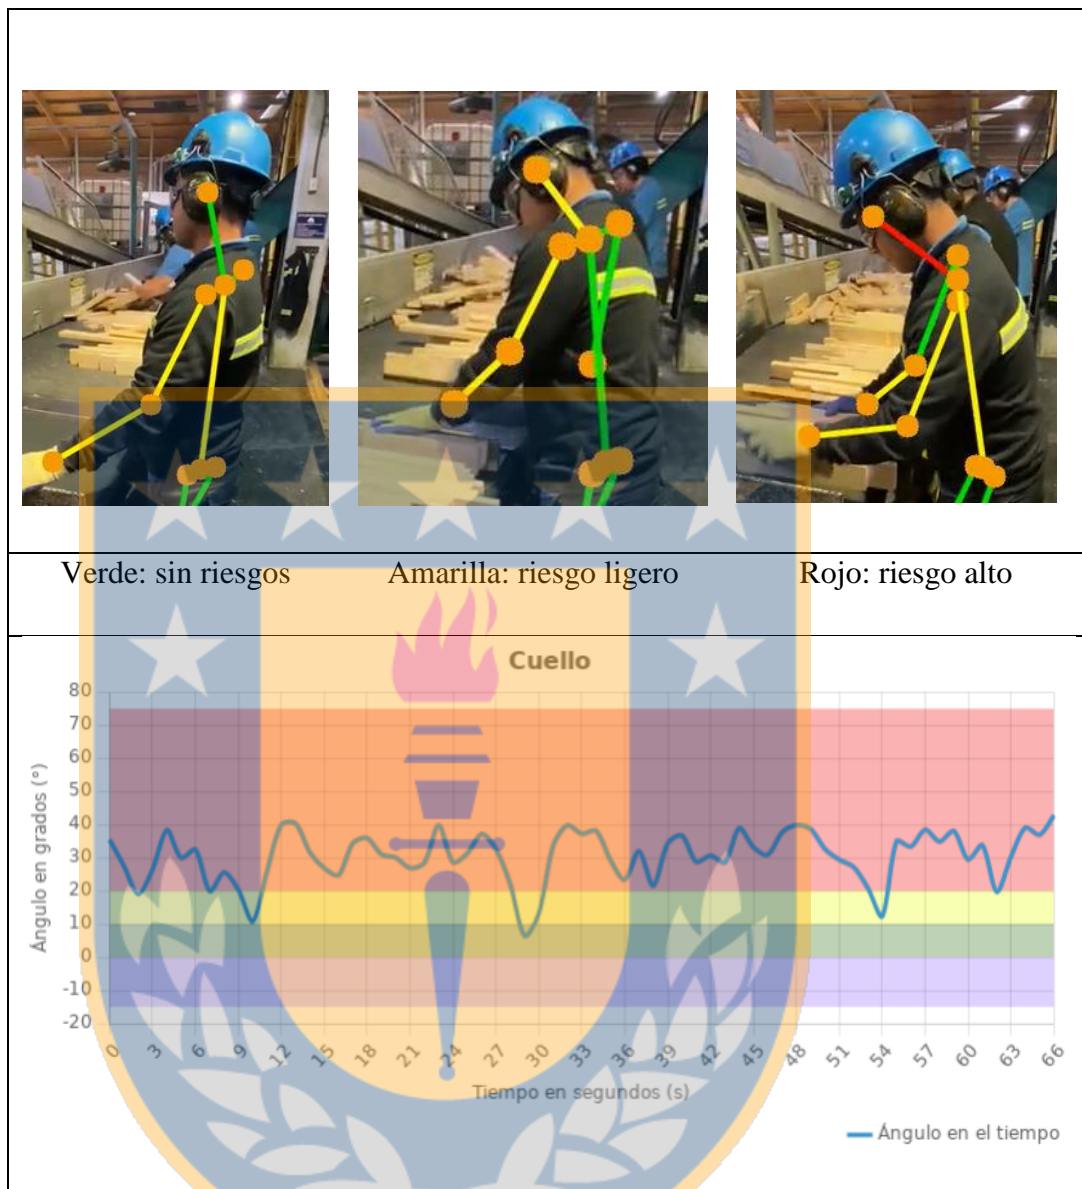 Verde: sin riesgos
Amarilla: riesgo ligero
Rojo: riesgo alto
Cuello
Ángulo en grados (°)
80
70
60
50
40
30
20
10
0
-10
-20
0 3 6 9 12 15 18 21 24 27 30 33 36 39 42 45 48 51 54 57 60 63 66
Tiempo en segundos (s)
Ángulo en el tiempo